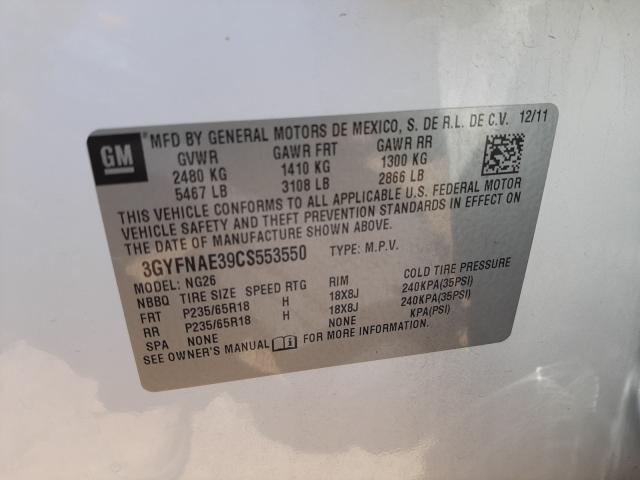 GM
MFD BY GENERAL MOTORS DE MEXICO, S. DE R.L. DE C.V. 12/11
GVWR GAWR FRT GAWR RR
2480 KG 1410 KG 1300 KG
5467 LB 3108 LB 2866 LB
THIS VEHICLE CONFORMS TO ALL APPLICABLE U.S. FEDERAL MOTOR
VEHICLE SAFETY AND THEFT PREVENTION STANDARDS IN EFFECT ON
DATE OF MANUFACTURE SHOWN ABOVE.
3GYFNAE39CS553550 TYPE: M.P.V.
MODEL: NG26
NBBQ TIRE SIZE SPEED RTG RIM COLD TIRE PRESSURE
FRT P235/65R18 H 18X8J 240KPA(35PSI)
RR P235/65R18 H 18X8J 240KPA(35PSI)
SPA NONE NONE KPA(PSI)
SEE OWNER'S MANUAL i FOR MORE INFORMATION.